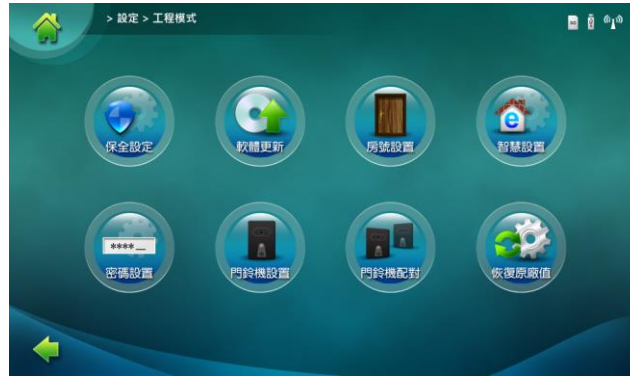 > 設定 > 工程模式
保全設定
軟體更新
房號設置
智慧設置
****__
密碼設置
門鈴機設置
門鈴機配對
恢復原廠值